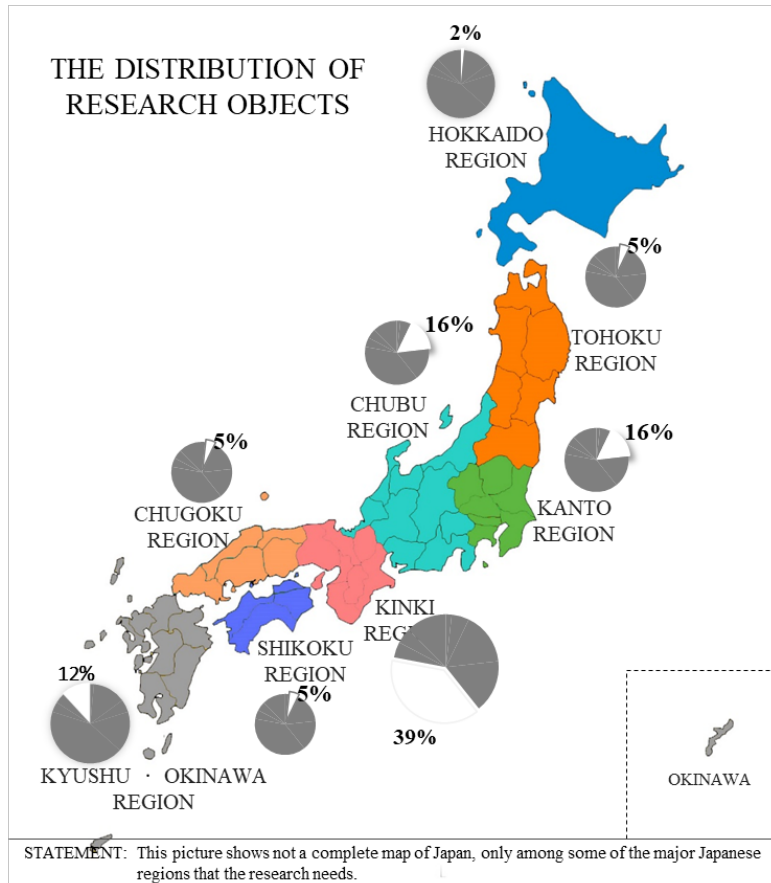 THE DISTRIBUTION OF
RESEARCH OBJECTS
2%
HOKKAIDO
REGION
5%
TOHOKU
REGION
16%
CHUBU
REGION
16%
KANTO
REGION
5%
CHUGOKU
REGION
KINKI
REG
39%
SHIKOKU
REGION
5%
12%
KYUSHU · OKINAWA
REGION
OKINAWA
STATEMENT: This picture shows not a complete map of Japan, only among some of the major Japanese
regions that the research needs.